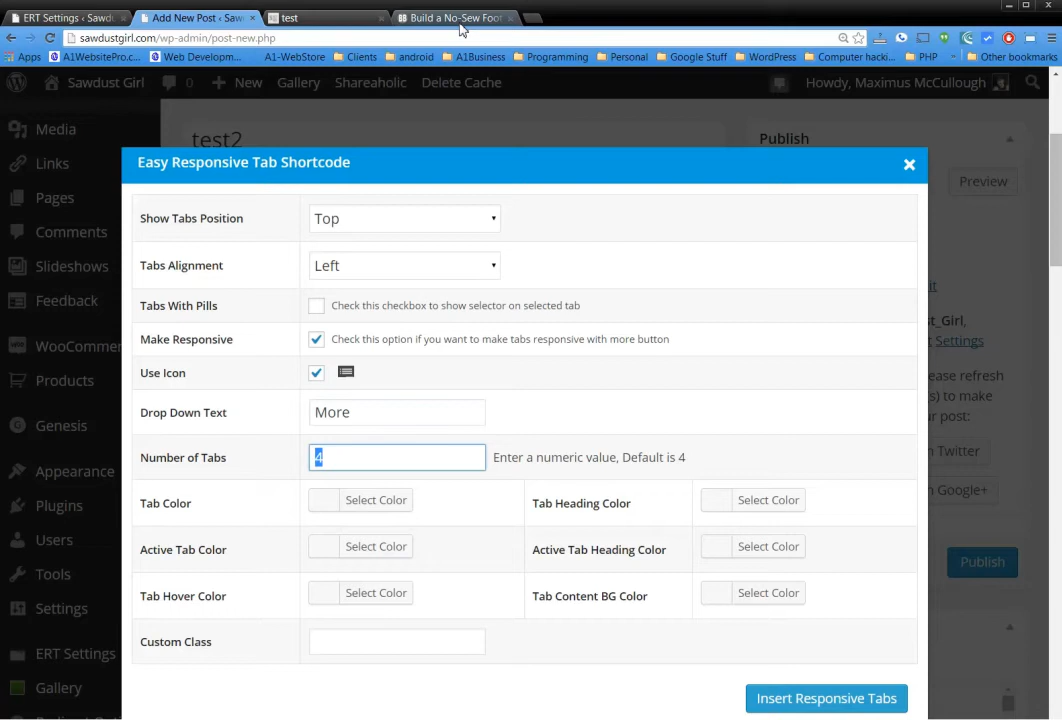 ERT Settings ‹ Sawdu
Add New Post ‹ Saw
test
Build a No-Sew Foot
sawdustgirl.com/wp-admin/post-new.php
Apps A1WebsitePro.c... Web Developm... A1-WebStore Clients android A1Business Programming Personal Google Stuff WordPress Computer hacki... PHP » Other bookmarks
Sawdust Girl 0 New Gallery Shareaholic Delete Cache Howdy, Maximus McCullough
Media
Links
Pages
Comments
Slideshows
Feedback
WooCommer
Products
Genesis
Appearance
Plugins
Users
Tools
Settings
ERT Settings
Gallery
test2
Publish
Preview
Easy Responsive Tab Shortcode
Show Tabs Position Top
Tabs Alignment Left
Tabs With Pills Check this checkbox to show selector on selected tab
Make Responsive Check this option if you want to make tabs responsive with more button
Use Icon
Drop Down Text More
Number of Tabs 4 Enter a numeric value, Default is 4
Tab Color Select Color Tab Heading Color Select Color
Active Tab Color Select Color Active Tab Heading Color Select Color
Tab Hover Color Select Color Tab Content BG Color Select Color
Custom Class
Insert Responsive Tabs
st_Girl,
Settings
ease refresh
s) to make
ur post:
Twitter
Google+
Publish